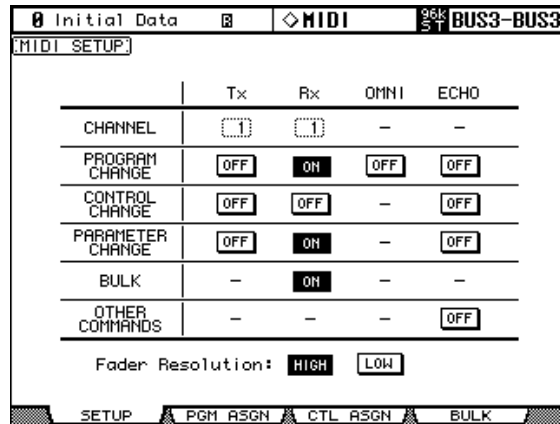 0 Initial Data R ◇MIDI 96k ST BUS3-BUS3
MIDI SETUP
Tx Rx OMNI ECHO
CHANNEL 1 1 – –
PROGRAM CHANGE OFF ON OFF OFF
CONTROL CHANGE OFF OFF – OFF
PARAMETER CHANGE OFF ON – OFF
BULK – ON – –
OTHER COMMANDS – – – OFF
Fader Resolution: HIGH LOW
SETUP PGM ASGN CTL ASGN BULK